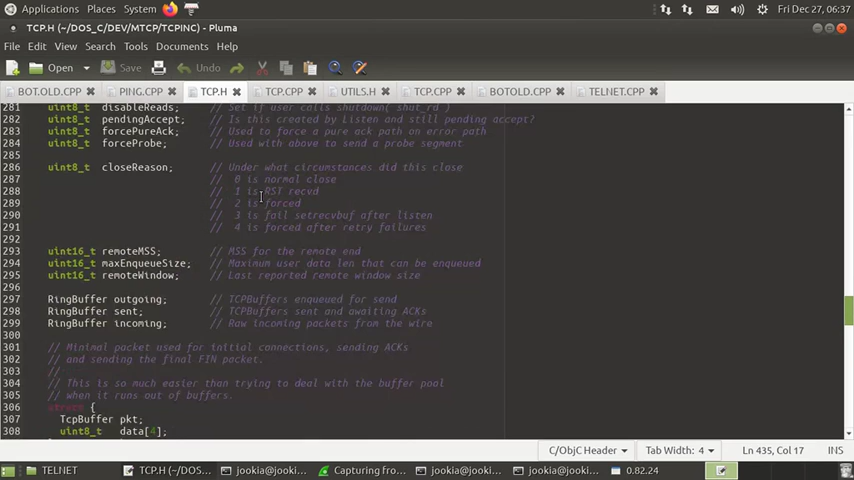 Applications Places System Fri Dec 27, 06:37
TCP.H (~/DOS_C/DEV/MTCP/TCPINC) - Pluma
File Edit View Search Tools Documents Help
Open Save Undo
BOT.OLD.CPP PING.CPP TCP.H TCP.CPP UTILS.H TCP.CPP BOTOLD.CPP TELNET.CPP
281 uint8_t disableReads; // Set if user calls shutdown( shut_rd )
282 uint8_t pendingAccept; // Is this created by Listen and still pending accept?
283 uint8_t forcePureAck; // Used to force a pure ack path on error path
284 uint8_t forceProbe; // Used with above to send a probe segment
285
286 uint8_t closeReason; // Under what circumstances did this close
287 // 0 is normal close
288 // 1 is RST recvd
289 // 2 is forced
290 // 3 is fail setrecvbuf after listen
291 // 4 is forced after retry failures
292
293 uint16_t remoteMSS; // MSS for the remote end
294 uint16_t maxEnqueueSize; // Maximum user data len that can be enqueued
295 uint16_t remoteWindow; // Last reported remote window size
296
297 RingBuffer outgoing; // TCPBuffers enqueued for send
298 RingBuffer sent; // TCPBuffers sent and awaiting ACKs
299 RingBuffer incoming; // Raw incoming packets from the wire
300
301 // Minimal packet used for initial connections, sending ACKs
302 // and sending the final FIN packet.
303 //
304 // This is so much easier than trying to deal with the buffer pool
305 // when it runs out of buffers.
306 struct {
307 TcpBuffer pkt;
308 uint8_t data[4];
C/ObjC Header Tab Width: 4 Ln 435, Col 17 INS
TELNET TCP.H (~/DOS... jookia@jooki... Capturing fro... jookia@jooki... jookia@jooki... 0.82.24